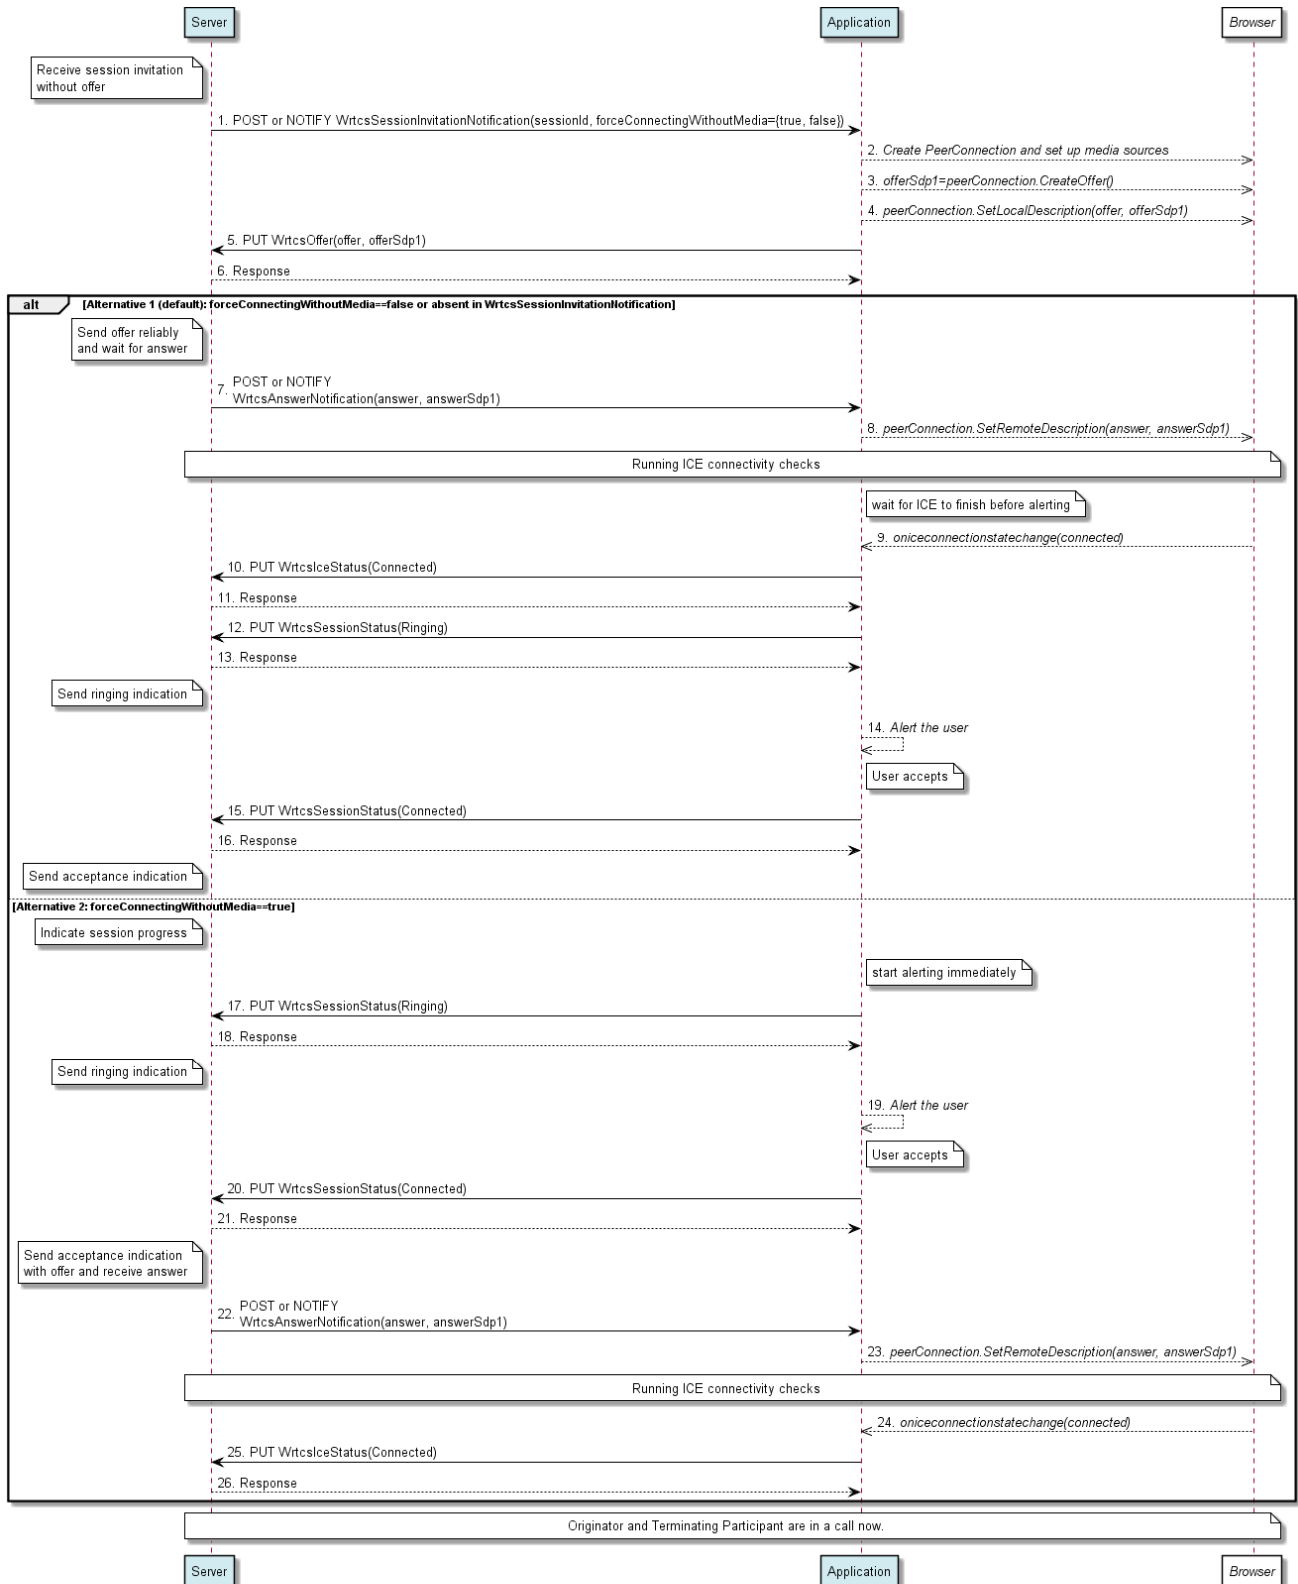 Server
Application
Browser
Receive session invitation
without offer
1. POST or NOTIFY WrtcsSessionInvitationNotification(sessionId, forceConnectingWithoutMedia={true, false})
2. Create PeerConnection and set up media sources
3. offerSdp1=peerConnection.CreateOffer()
4. peerConnection.SetLocalDescription(offer, offerSdp1)
5. PUT WrtcsOffer(offer, offerSdp1)
6. Response
alt
[Alternative 1 (default): forceConnectingWithoutMedia==false or absent in WrtcsSessionInvitationNotification]
Send offer reliably
and wait for answer
7. POST or NOTIFY
WrtcsAnswerNotification(answer, answerSdp1)
8. peerConnection.SetRemoteDescription(answer, answerSdp1)
Running ICE connectivity checks
wait for ICE to finish before alerting
9. oniceconnectionstatechange(connected)
10. PUT WrtcsIceStatus(Connected)
11. Response
12. PUT WrtcsSessionStatus(Ringing)
13. Response
Send ringing indication
14. Alert the user
User accepts
15. PUT WrtcsSessionStatus(Connected)
16. Response
Send acceptance indication
[Alternative 2: forceConnectingWithoutMedia==true]
Indicate session progress
start alerting immediately
17. PUT WrtcsSessionStatus(Ringing)
18. Response
Send ringing indication
19. Alert the user
User accepts
20. PUT WrtcsSessionStatus(Connected)
21. Response
Send acceptance indication
with offer and receive answer
22. POST or NOTIFY
WrtcsAnswerNotification(answer, answerSdp1)
23. peerConnection.SetRemoteDescription(answer, answerSdp1)
Running ICE connectivity checks
24. oniceconnectionstatechange(connected)
25. PUT WrtcsIceStatus(Connected)
26. Response
Originator and Terminating Participant are in a call now.
Server
Application
Browser